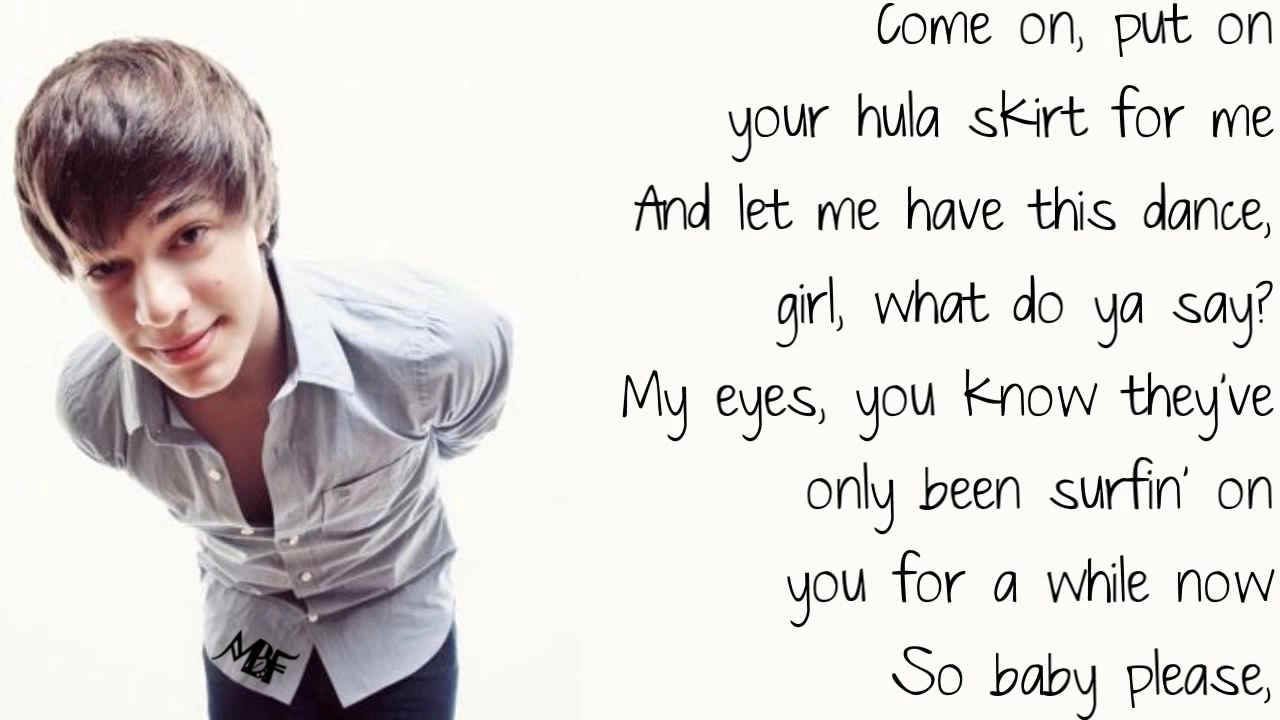 Come on, put on
your hula skirt for me
And let me have this dance,
girl, what do ya say?
My eyes, you know they've
only been surfin' on
you for a while now
So baby please,